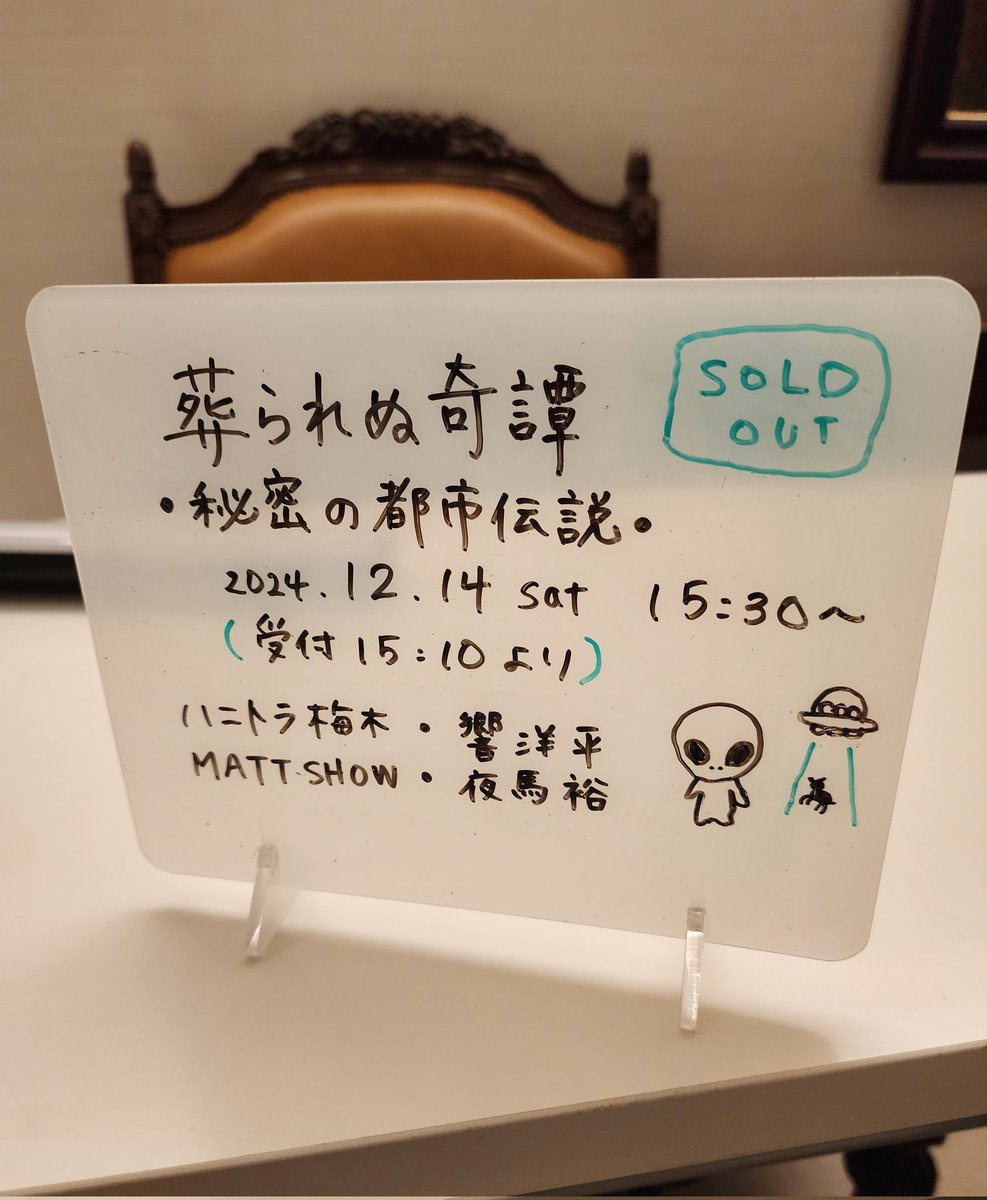 葬られぬ奇譚
SOLD
OUT
・秘密の都市伝説。
2024.12.14 sat 15:30～
(受付15:10より)
ハニトラ梅木・響洋平
MATT・SHOW・夜馬裕